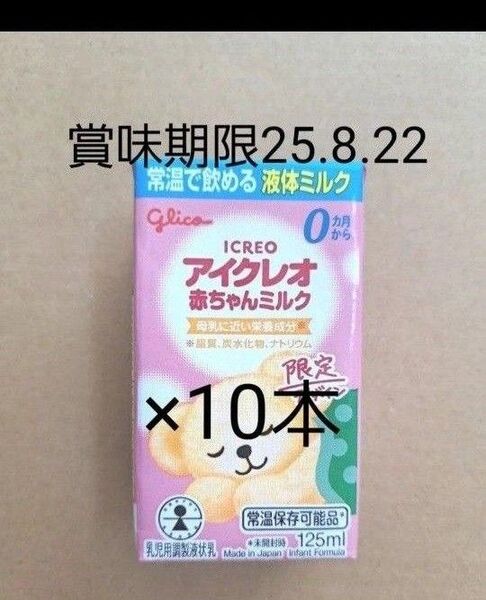 賞味期限25.8.22
常温で飲める 液体ミルク
glico
0カ月から
ICREO
アイクレオ
赤ちゃんミルク
母乳に近い栄養成分※
※脂質、炭水化物、ナトリウム
限定
×10本
常温保存可能品*
*未開封時 125ml
乳児用調製液状乳
Made in Japan Infant Formula